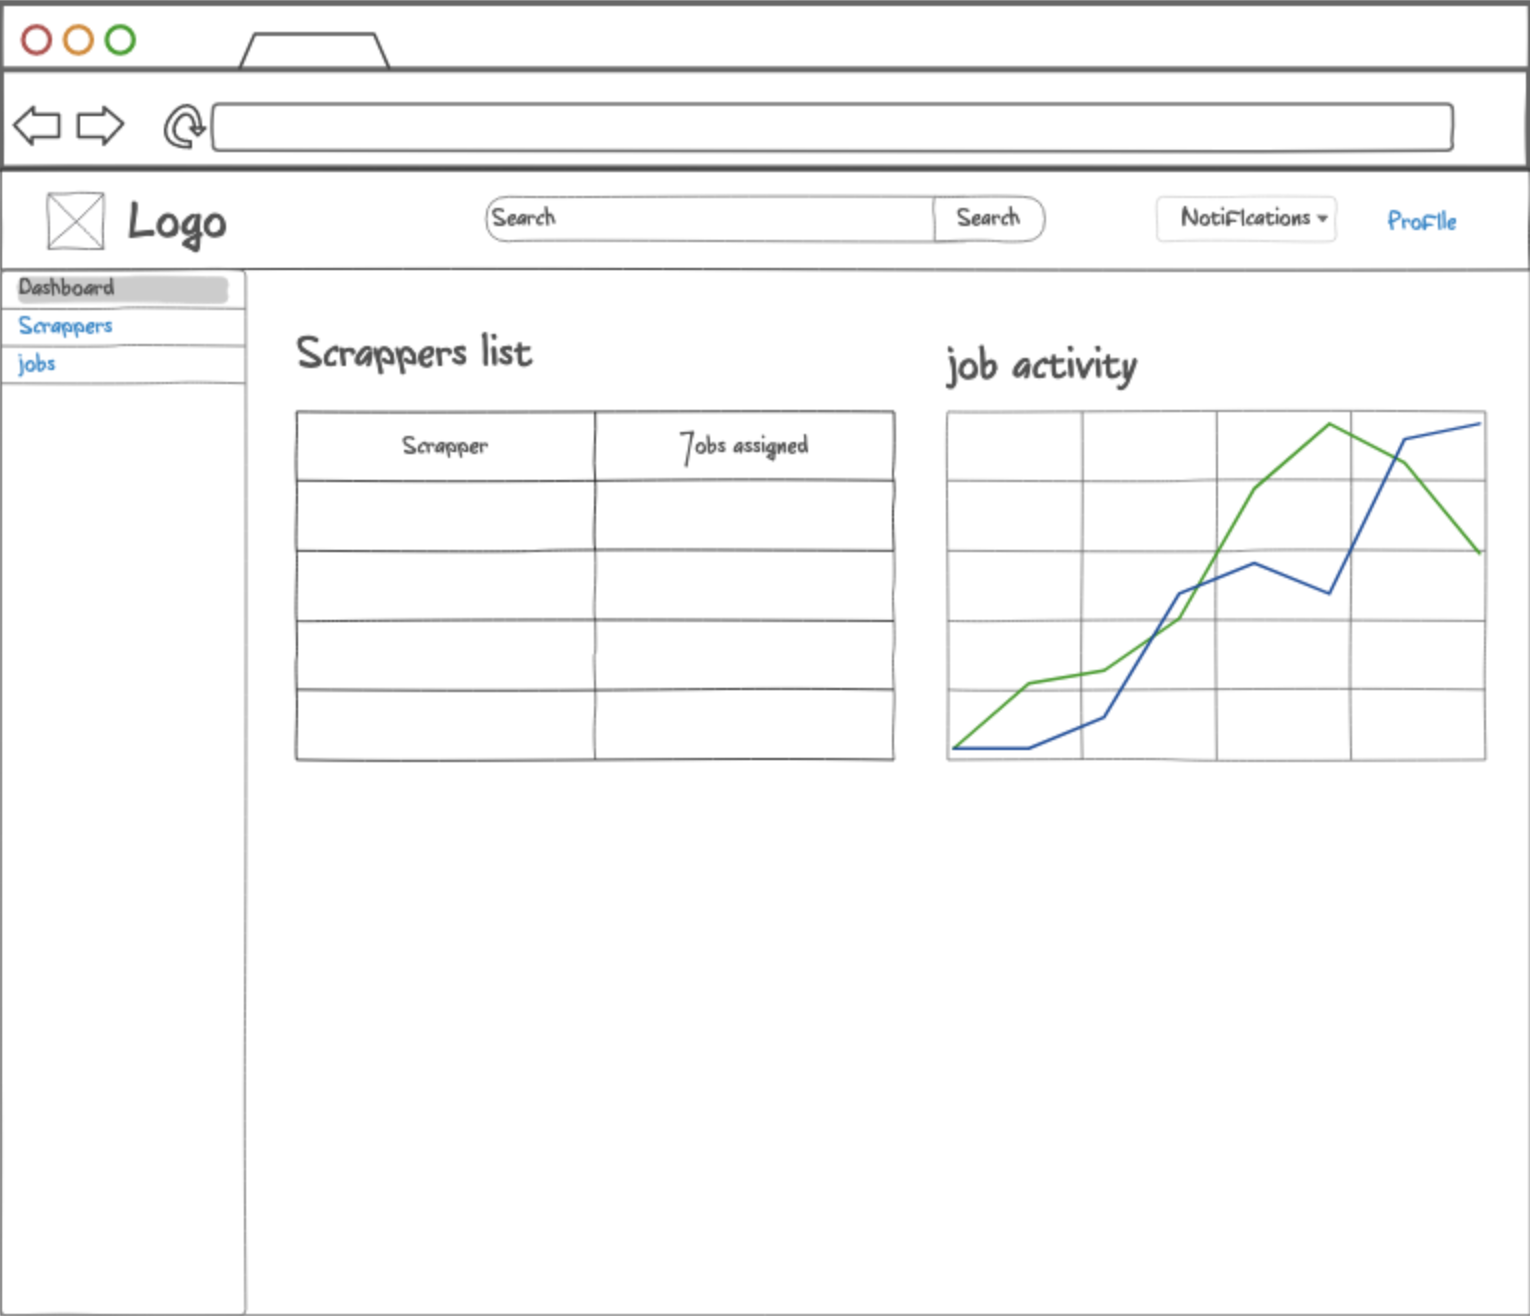 Logo
Search
Search
Notifications
Profile
Dashboard
Scrappers
jobs
Scrappers list
job activity
Scrapper
Jobs assigned